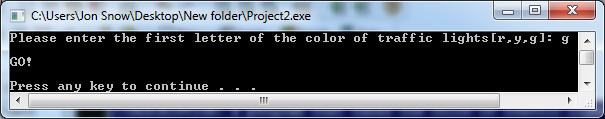 C:\Users\Jon Snow\Desktop\New folder\Project2.exe
Please enter the first letter of the color of traffic lights[r,y,g]: g
GO!
Press any key to continue . . .